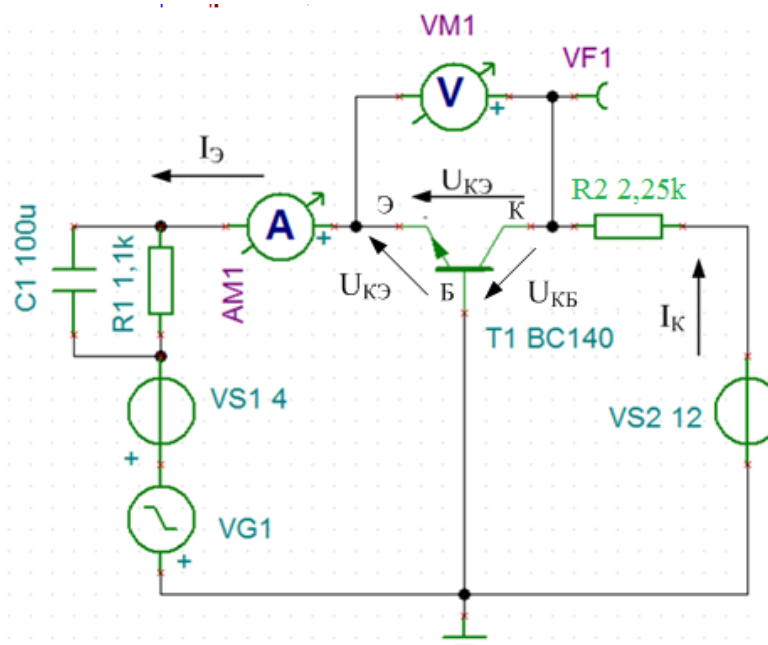 VM1
VF1
V
+
Iэ
Uкэ
R2 2,25k
Э
К
A
+
C1 100u
R1 1,1k
AM1
Uкэ
Б
Uкб
T1 BC140
Iк
VS1 4
+
VS2 12
VG1
+